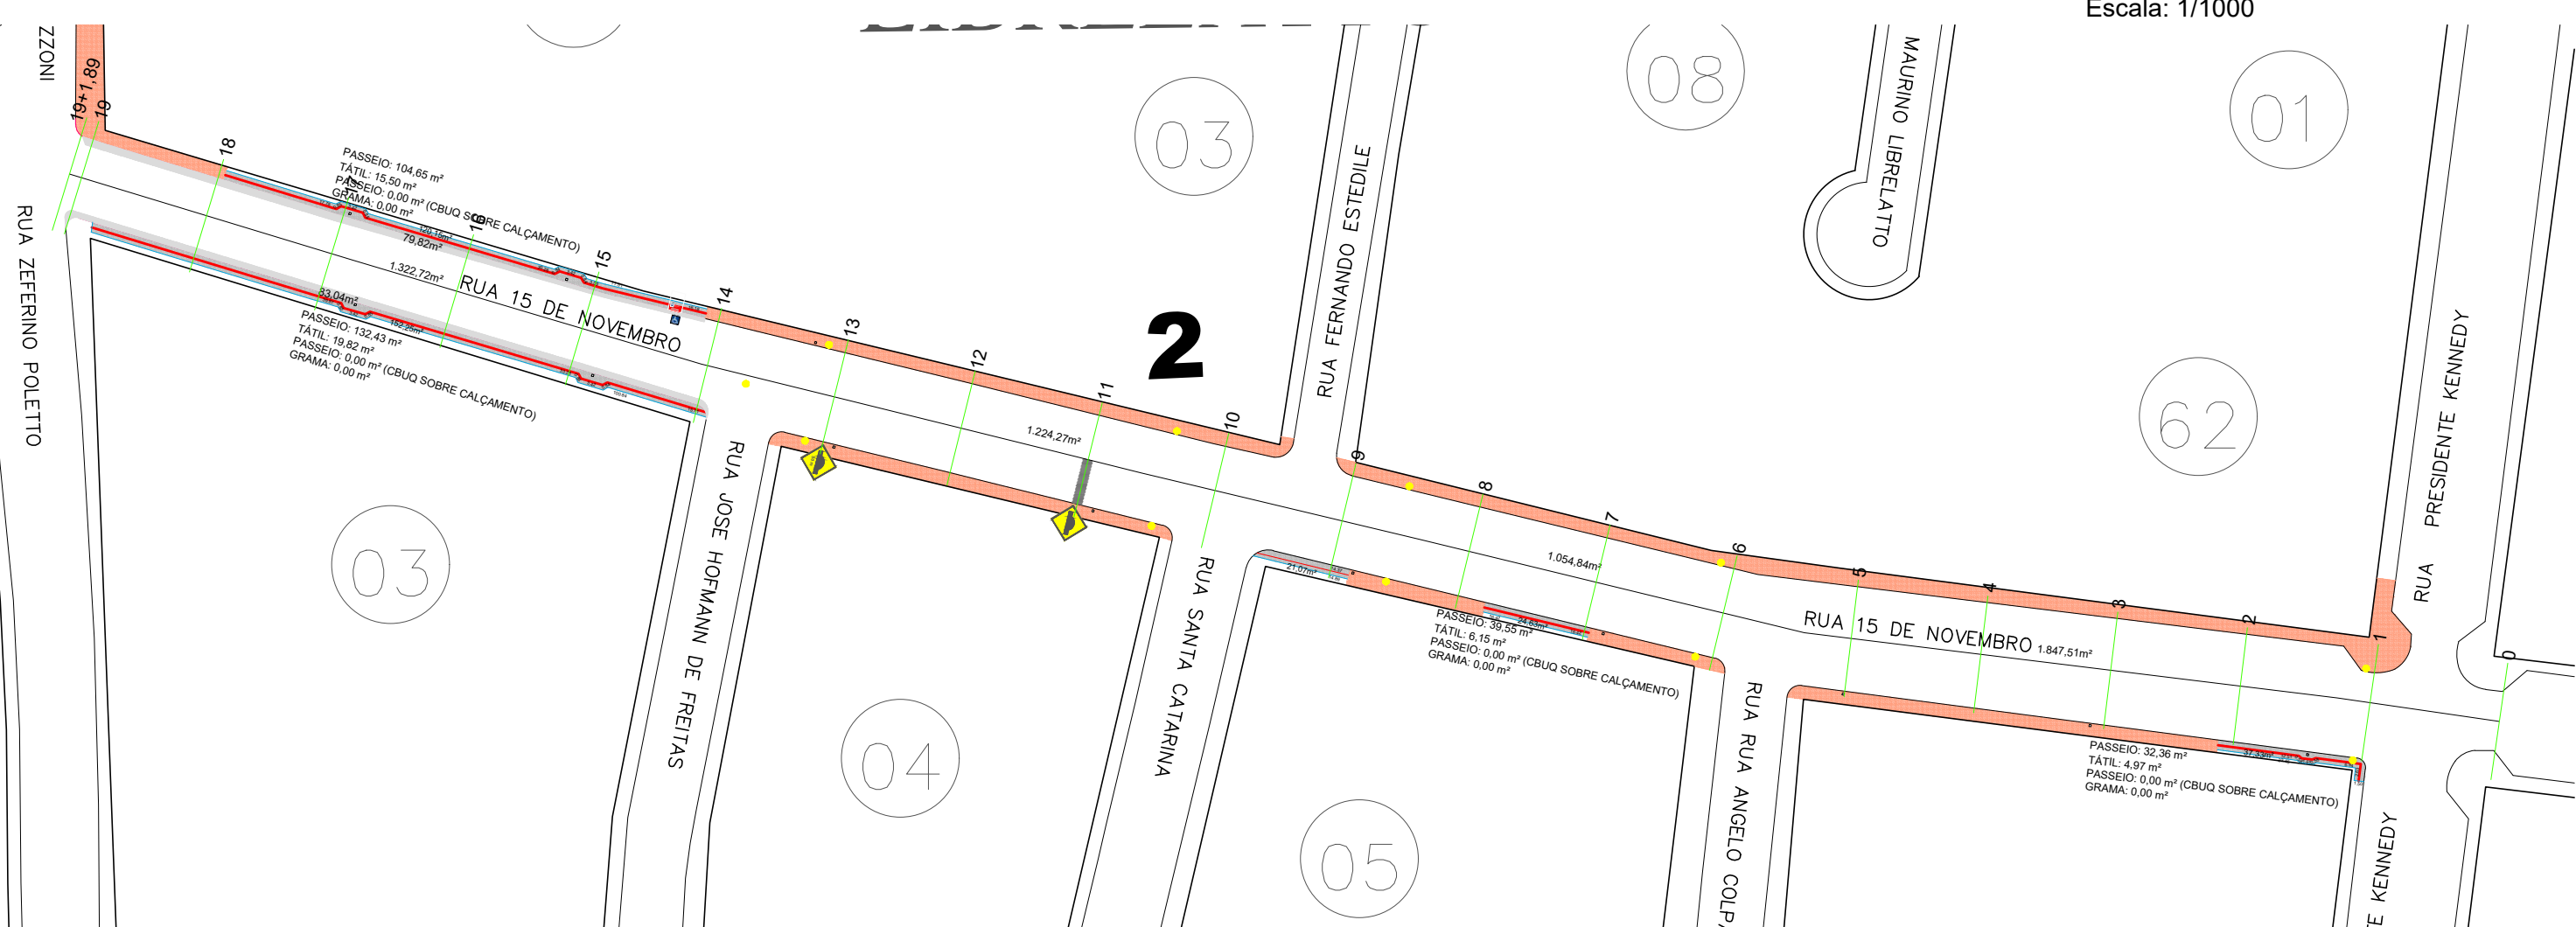 Escala: 1/1000
ZZONI
19+1,89
19
18
17
16
15
14
13
12
11
10
9
8
7
6
5
4
3
2
1
0
03
08
01
62
03
04
05
2
MAURINO LIBRELATTO
RUA FERNANDO ESTEDILE
RUA PRESIDENTE KENNEDY
RUA ZEFERINO POLETTO
PASSEIO: 104,65 m²
TÁTIL: 15,50 m²
PASSEIO: 0,00 m² (CBUQ SOBRE CALÇAMENTO)
GRAMA: 0,00 m²
120.15m²
79,82m²
1.322,72m²
RUA 15 DE NOVEMBRO
83,04m²
152.25m²
PASSEIO: 132,43 m²
TÁTIL: 19,82 m²
PASSEIO: 0,00 m² (CBUQ SOBRE CALÇAMENTO)
GRAMA: 0,00 m²
1.224,27m²
RUA JOSE HOFMANN DE FREITAS
RUA SANTA CATARINA
21,07m²
1.054,84m²
24,63m²
PASSEIO: 39,55 m²
TÁTIL: 6,15 m²
PASSEIO: 0,00 m² (CBUQ SOBRE CALÇAMENTO)
GRAMA: 0,00 m²
RUA 15 DE NOVEMBRO
1.847,51m²
RUA RUA ANGELO COLP
37.33m²
PASSEIO: 32,36 m²
TÁTIL: 4,97 m²
PASSEIO: 0,00 m² (CBUQ SOBRE CALÇAMENTO)
GRAMA: 0,00 m²
TE KENNEDY